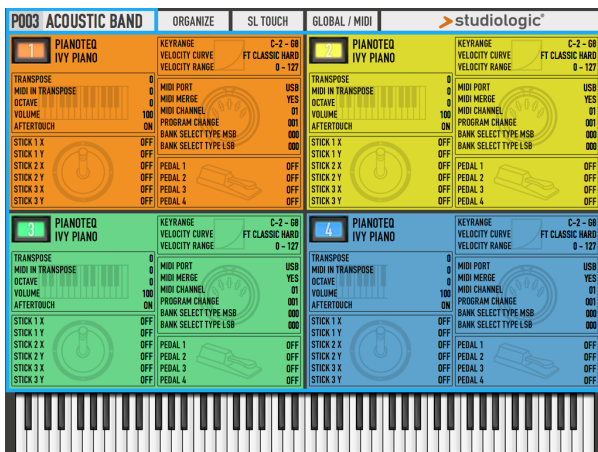 P003 ACOUSTIC BAND
ORGANIZE
SL TOUCH
GLOBAL / MIDI
studiologic®
1
PIANOTEQ
IVY PIANO
KEYRANGE C-2 - G8
VELOCITY CURVE FT CLASSIC HARD
VELOCITY RANGE 0 - 127
TRANSPOSE 0
MIDI IN TRANSPOSE 0
OCTAVE 0
VOLUME 100
AFTERTOUCH ON
MIDI PORT USB
MIDI MERGE YES
MIDI CHANNEL 01
PROGRAM CHANGE 001
BANK SELECT TYPE MSB 000
BANK SELECT TYPE LSB 000
STICK 1 X OFF
STICK 1 Y OFF
STICK 2 X OFF
STICK 2 Y OFF
STICK 3 X OFF
STICK 3 Y OFF
PEDAL 1 OFF
PEDAL 2 OFF
PEDAL 3 OFF
PEDAL 4 OFF
2
PIANOTEQ
IVY PIANO
KEYRANGE C-2 - G8
VELOCITY CURVE FT CLASSIC HARD
VELOCITY RANGE 0 - 127
TRANSPOSE 0
MIDI IN TRANSPOSE 0
OCTAVE 0
VOLUME 100
AFTERTOUCH ON
MIDI PORT USB
MIDI MERGE YES
MIDI CHANNEL 01
PROGRAM CHANGE 001
BANK SELECT TYPE MSB 000
BANK SELECT TYPE LSB 000
STICK 1 X OFF
STICK 1 Y OFF
STICK 2 X OFF
STICK 2 Y OFF
STICK 3 X OFF
STICK 3 Y OFF
PEDAL 1 OFF
PEDAL 2 OFF
PEDAL 3 OFF
PEDAL 4 OFF
3
PIANOTEQ
IVY PIANO
KEYRANGE C-2 - G8
VELOCITY CURVE FT CLASSIC HARD
VELOCITY RANGE 0 - 127
TRANSPOSE 0
MIDI IN TRANSPOSE 0
OCTAVE 0
VOLUME 100
AFTERTOUCH ON
MIDI PORT USB
MIDI MERGE YES
MIDI CHANNEL 01
PROGRAM CHANGE 001
BANK SELECT TYPE MSB 000
BANK SELECT TYPE LSB 000
STICK 1 X OFF
STICK 1 Y OFF
STICK 2 X OFF
STICK 2 Y OFF
STICK 3 X OFF
STICK 3 Y OFF
PEDAL 1 OFF
PEDAL 2 OFF
PEDAL 3 OFF
PEDAL 4 OFF
4
PIANOTEQ
IVY PIANO
KEYRANGE C-2 - G8
VELOCITY CURVE FT CLASSIC HARD
VELOCITY RANGE 0 - 127
TRANSPOSE 0
MIDI IN TRANSPOSE 0
OCTAVE 0
VOLUME 100
AFTERTOUCH ON
MIDI PORT USB
MIDI MERGE YES
MIDI CHANNEL 01
PROGRAM CHANGE 001
BANK SELECT TYPE MSB 000
BANK SELECT TYPE LSB 000
STICK 1 X OFF
STICK 1 Y OFF
STICK 2 X OFF
STICK 2 Y OFF
STICK 3 X OFF
STICK 3 Y OFF
PEDAL 1 OFF
PEDAL 2 OFF
PEDAL 3 OFF
PEDAL 4 OFF